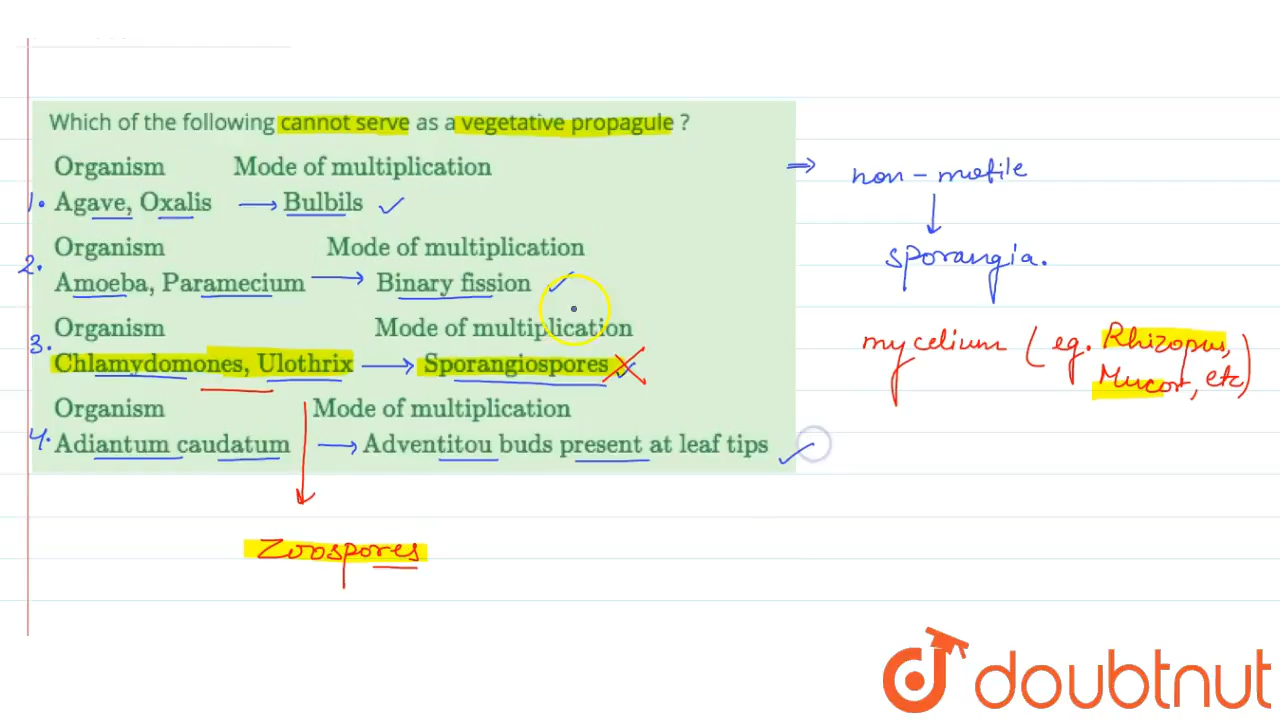 Which of the following cannot serve as a vegetative propagule ?
Organism Mode of multiplication
1. Agave, Oxalis → Bulbils ✓
Organism Mode of multiplication
2. Amoeba, Paramecium → Binary fission ✓
Organism Mode of multiplication
3. Chlamydomones, Ulothrix → Sporangiospores
Organism Mode of multiplication
4. Adiantum caudatum → Adventitou buds present at leaf tips ✓
Zoospores
⇒ non-motile
↓
sporangia.
mycelium (eg. Rhizopus,
Mucor, etc)
doubtnut